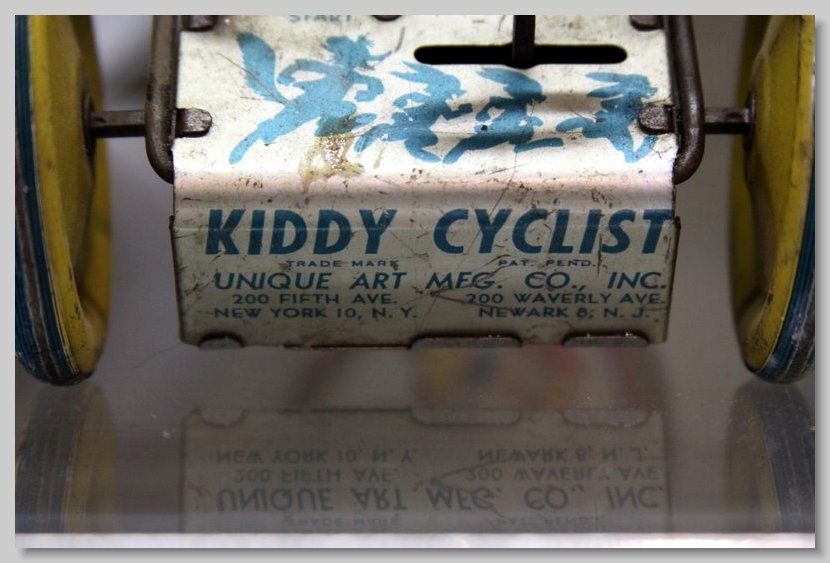 START
KIDDY CYCLIST
TRADE MARK PAT. PEND.
UNIQUE ART MFG. CO., INC.
200 FIFTH AVE. 200 WAVERLY AVE.
NEW YORK 10, N. Y. NEWARK 8, N. J.